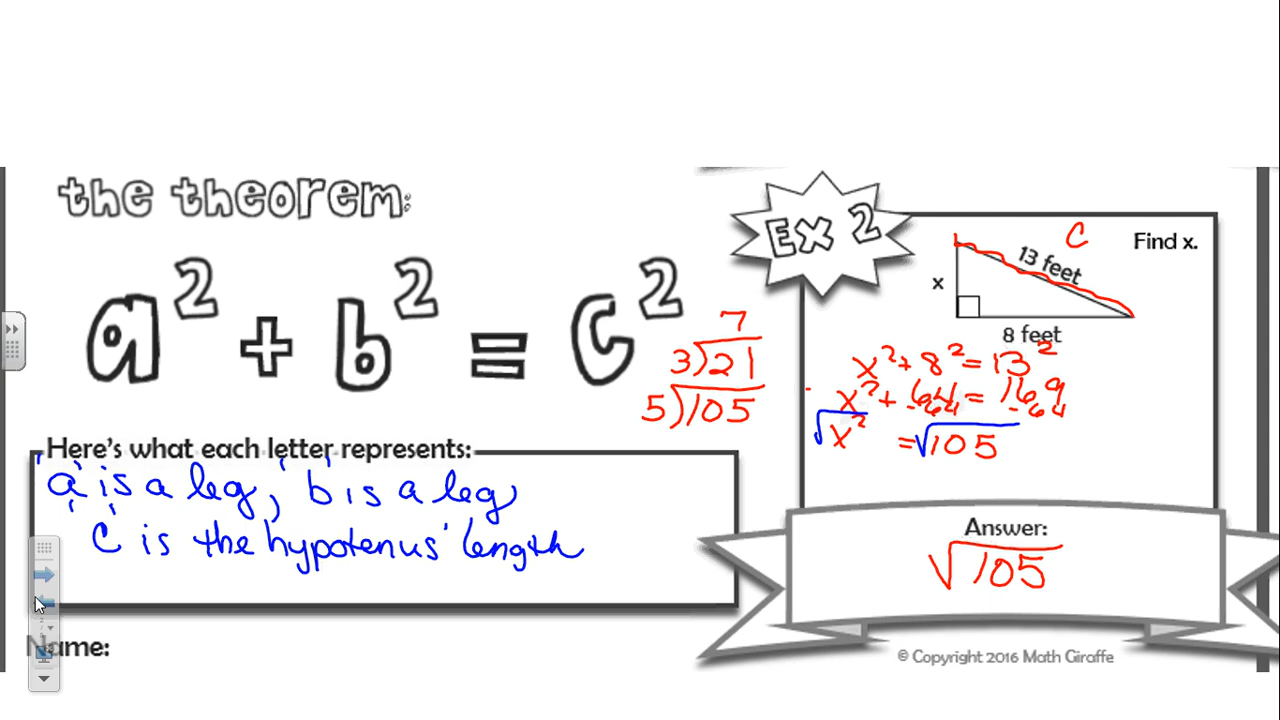 the theorem:
a² + b² = c²
7
3)21
5)105
Here's what each letter represents:
'a' is a leg, 'b' is a leg
'c' is the hypotenus' length
Name:
Ex 2
Find x.
C
13 feet
x
8 feet
x² + 8² = 13²
x² + 64 = 169
-64 -64
√x² = √105
Answer:
√105
© Copyright 2016 Math Giraffe